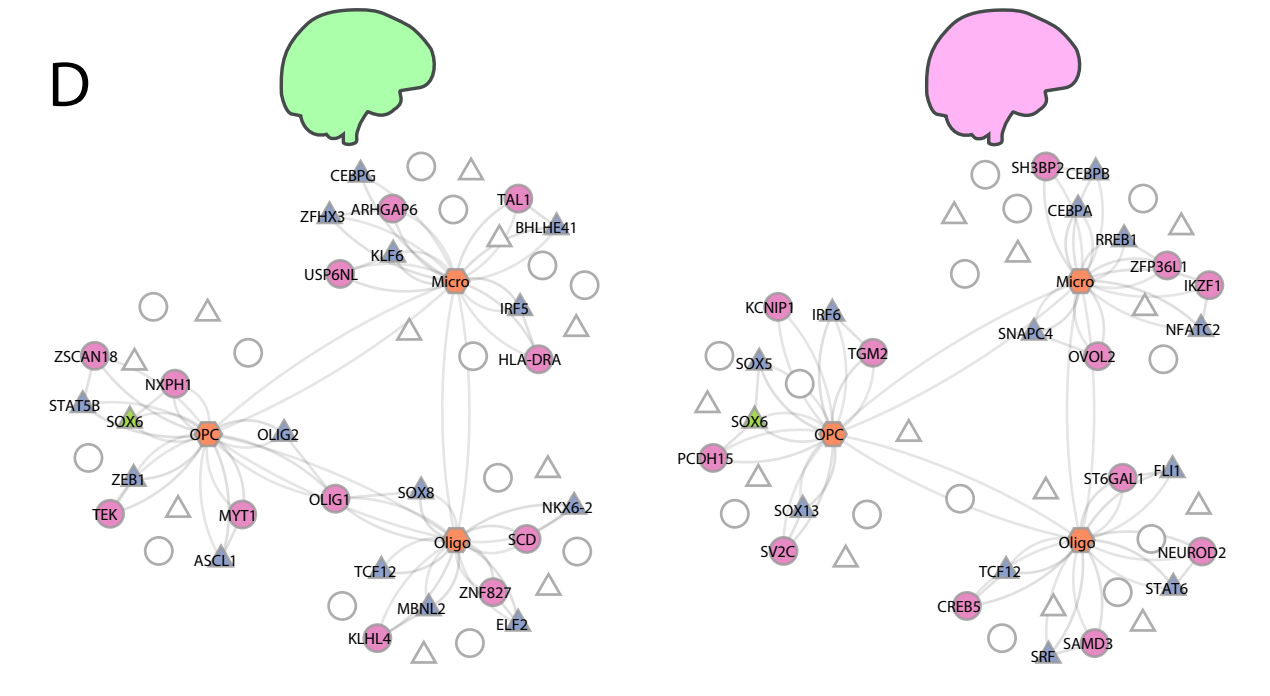 D
CEBPG
ZFHX3
ARHGAP6
TAL1
BHLHE41
KLF6
USP6NL
Micro
IRF5
HLA-DRA
ZSCAN18
NXPH1
STAT5B
SOX6
OPC
OLIG2
ZEB1
TEK
MYT1
ASCL1
OLIG1
SOX8
NKX6-2
Oligo
SCD
TCF12
ZNF827
MBNL2
ELF2
KLHL4
SH3BP2
CEBPB
CEBPA
RREB1
ZFP36L1
Micro
IKZF1
NFATC2
SNAPC4
OVOL2
KCNIP1
IRF6
TGM2
SOX5
SOX6
OPC
PCDH15
SOX13
SV2C
ST6GAL1
FLI1
Oligo
NEUROD2
TCF12
STAT6
CREB5
SAMD3
SRF